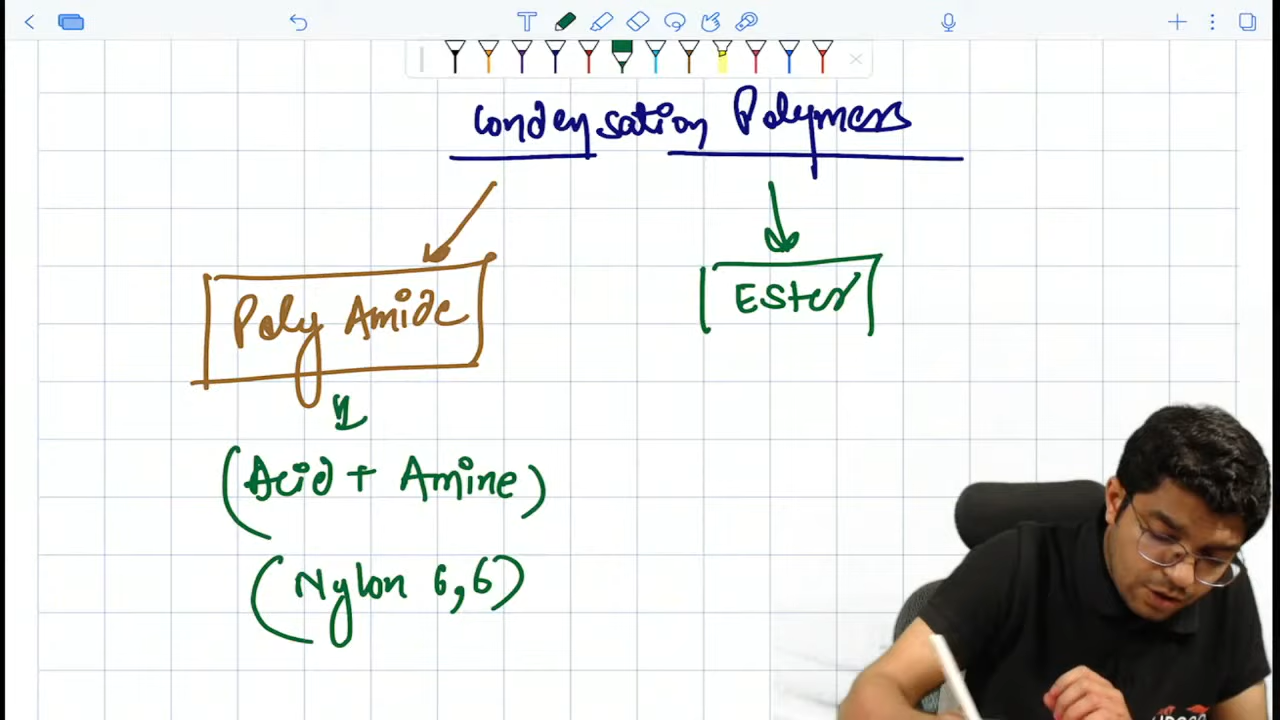 Condensation Polymers
Poly Amide
Ester
(Acid + Amine)
(Nylon 6,6)